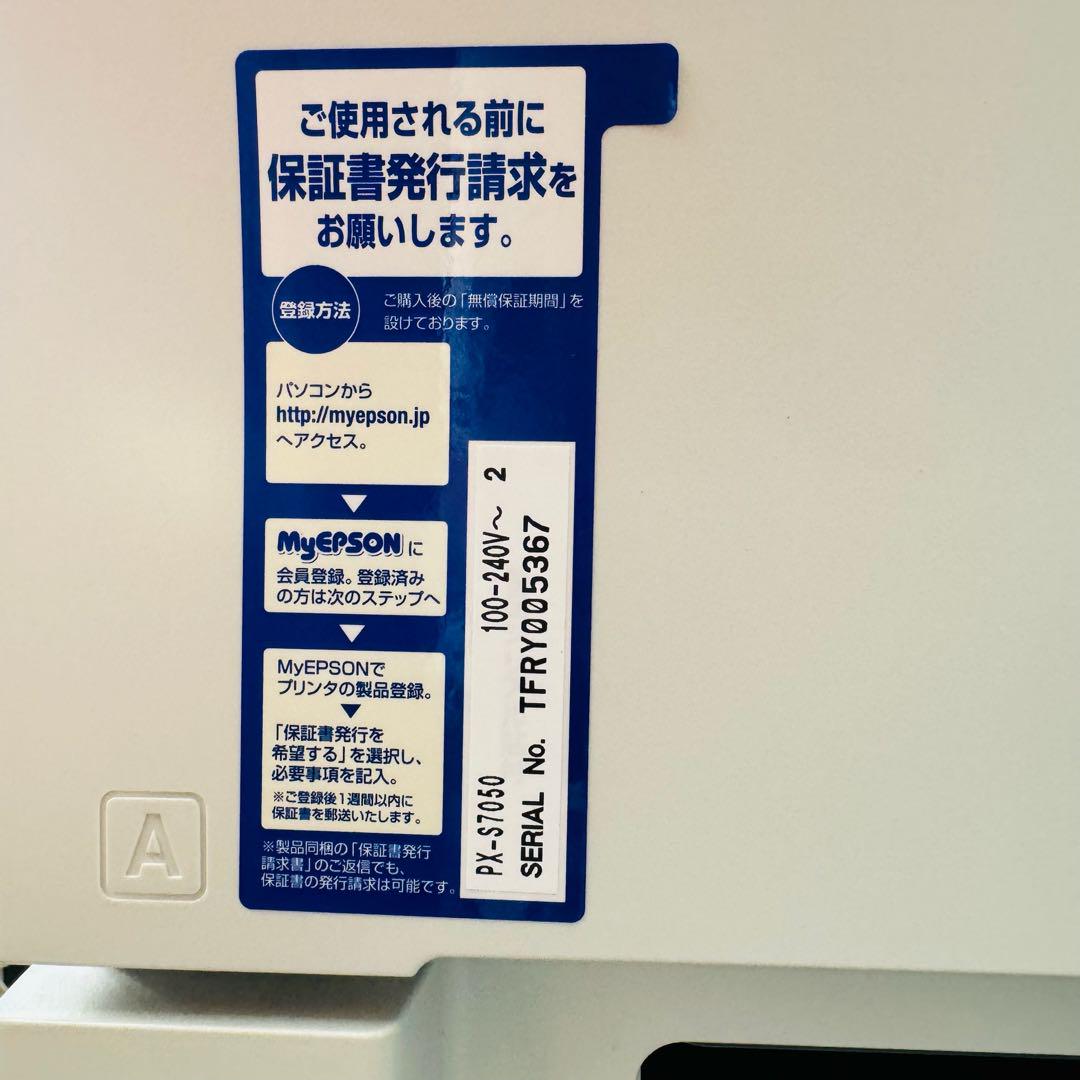 ご使用される前に
保証書発行請求を
お願いします。
登録方法
ご購入後の「無償保証期間」を
設けております。
パソコンから
http://myepson.jp
へアクセス。
MyEPSONに
会員登録。登録済み
の方は次のステップへ
MyEPSONで
プリンタの製品登録。
「保証書発行を
希望する」を選択し、
必要事項を記入。
※ご登録後1週間以内に
保証書を郵送いたします。
※製品同梱の「保証書発行
請求書」のご返信でも、
保証書の発行請求は可能です。
PX-S7050 100-240V～ 2
SERIAL No. TFRY005367
A